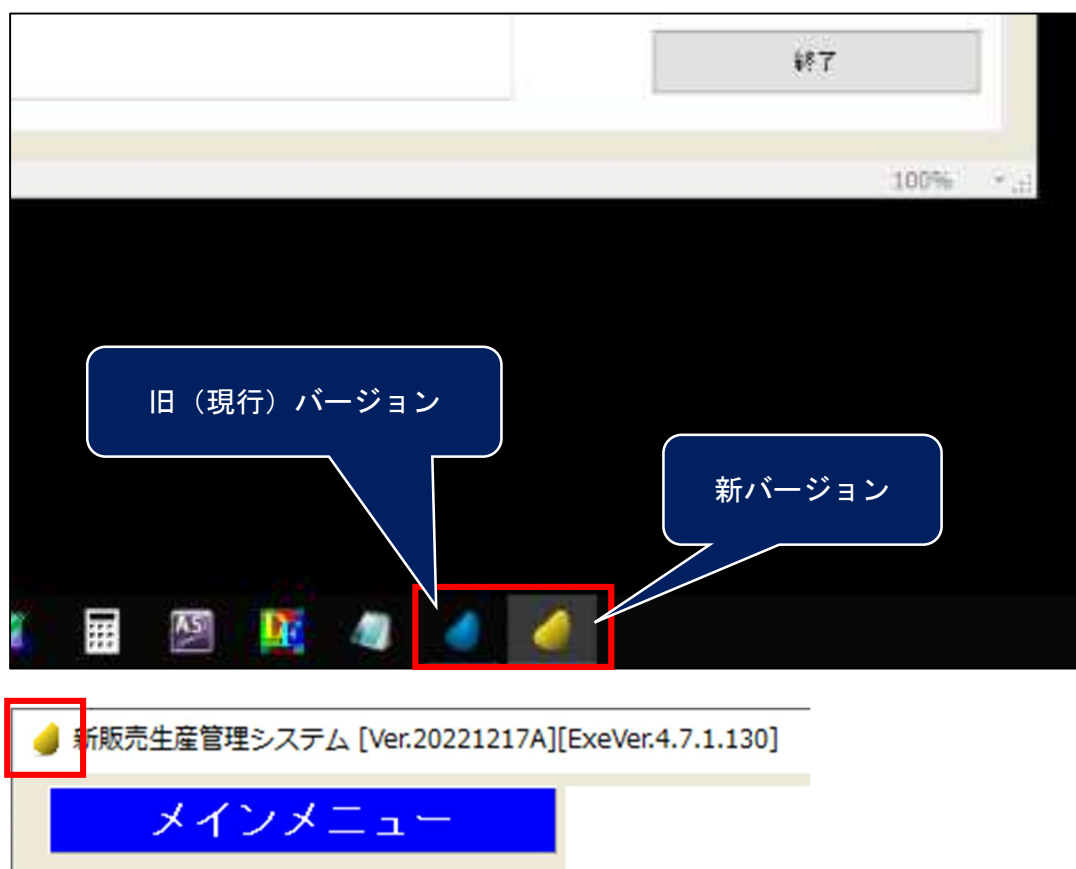 終了
100%
旧（現行）バージョン
新バージョン
AS
新販売生産管理システム [Ver.20221217A][ExeVer.4.7.1.130]
メインメニュー